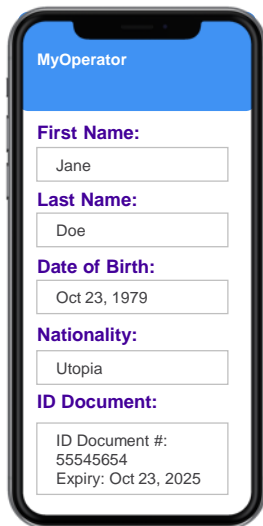 MyOperator
First Name:
Jane
Last Name:
Doe
Date of Birth:
Oct 23, 1979
Nationality:
Utopia
ID Document:
ID Document #:
55545654
Expiry: Oct 23, 2025